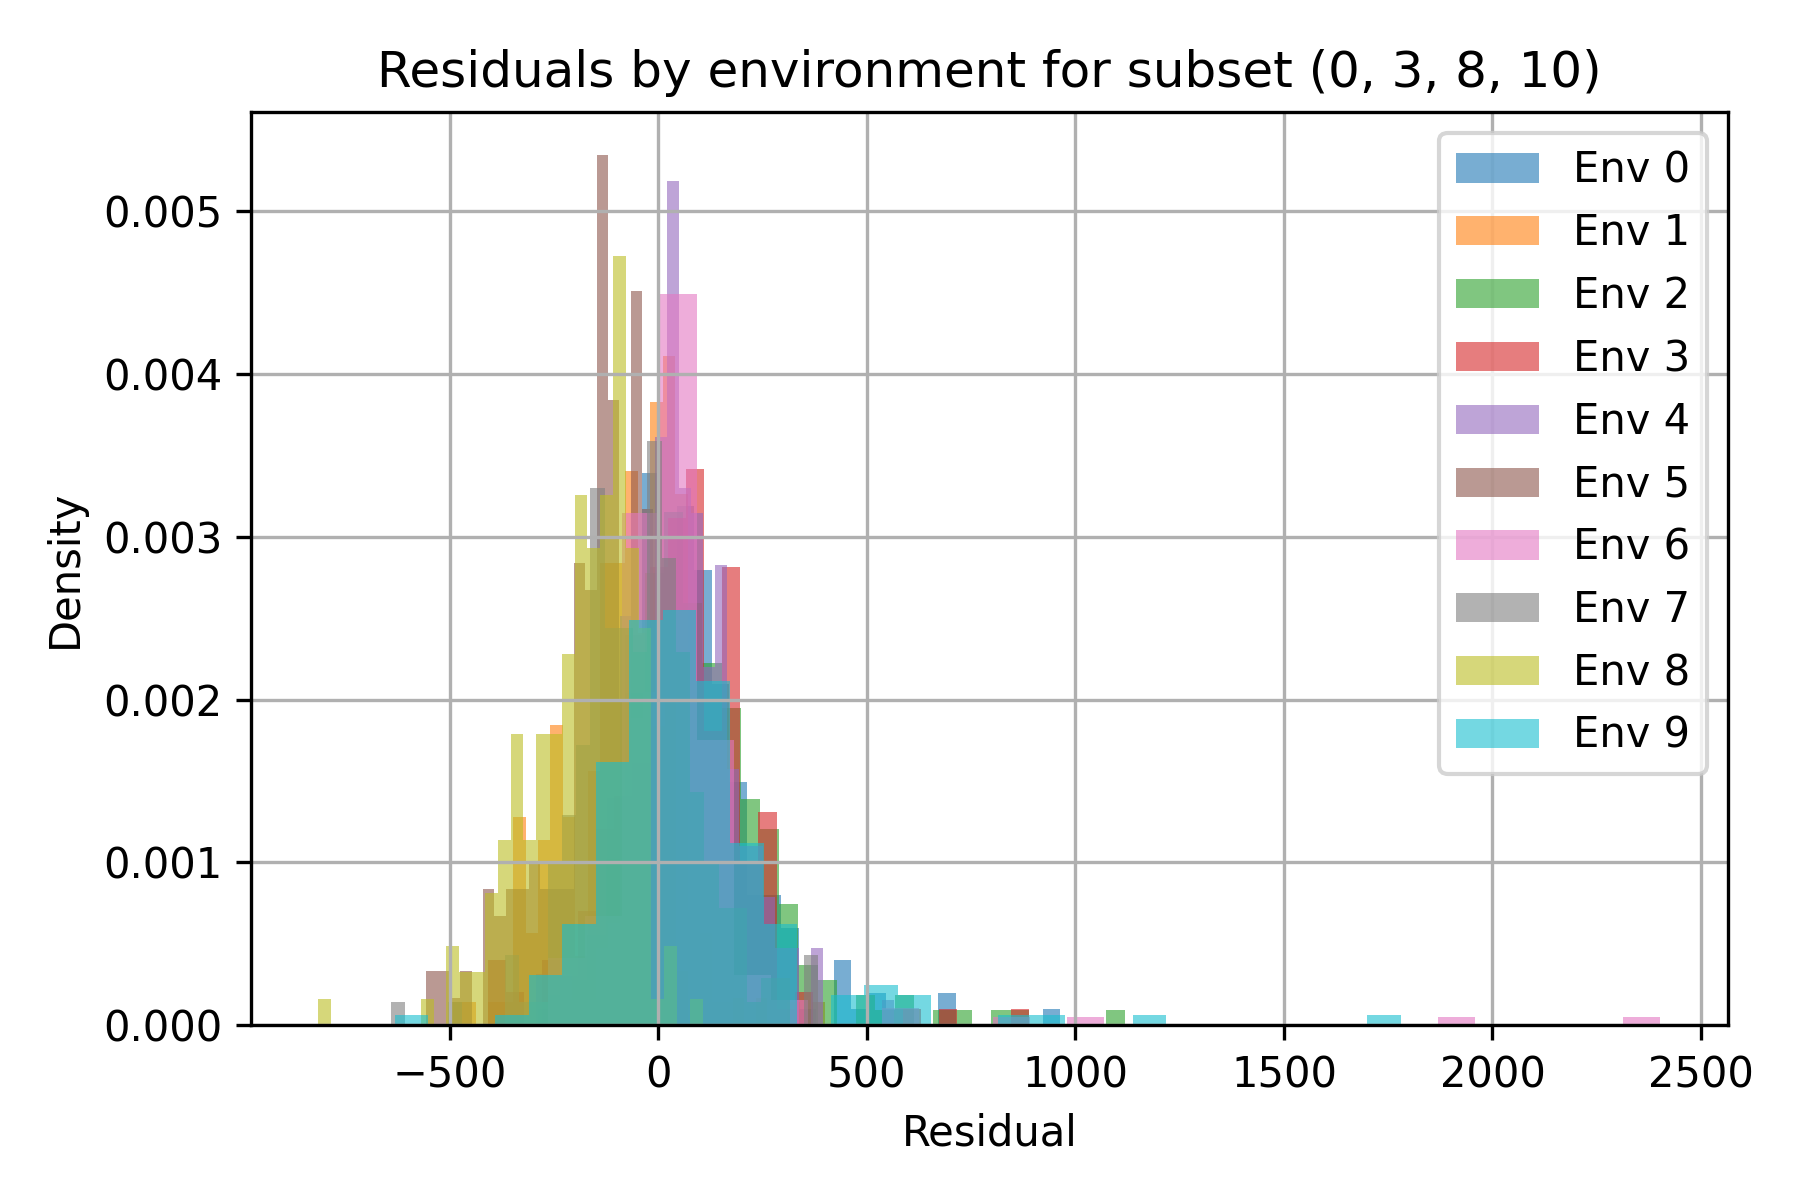 Residuals by environment for subset (0, 3, 8, 10)
Density
0.005
0.004
0.003
0.002
0.001
0.000
−500
0
500
1000
1500
2000
2500
Residual
Env 0
Env 1
Env 2
Env 3
Env 4
Env 5
Env 6
Env 7
Env 8
Env 9